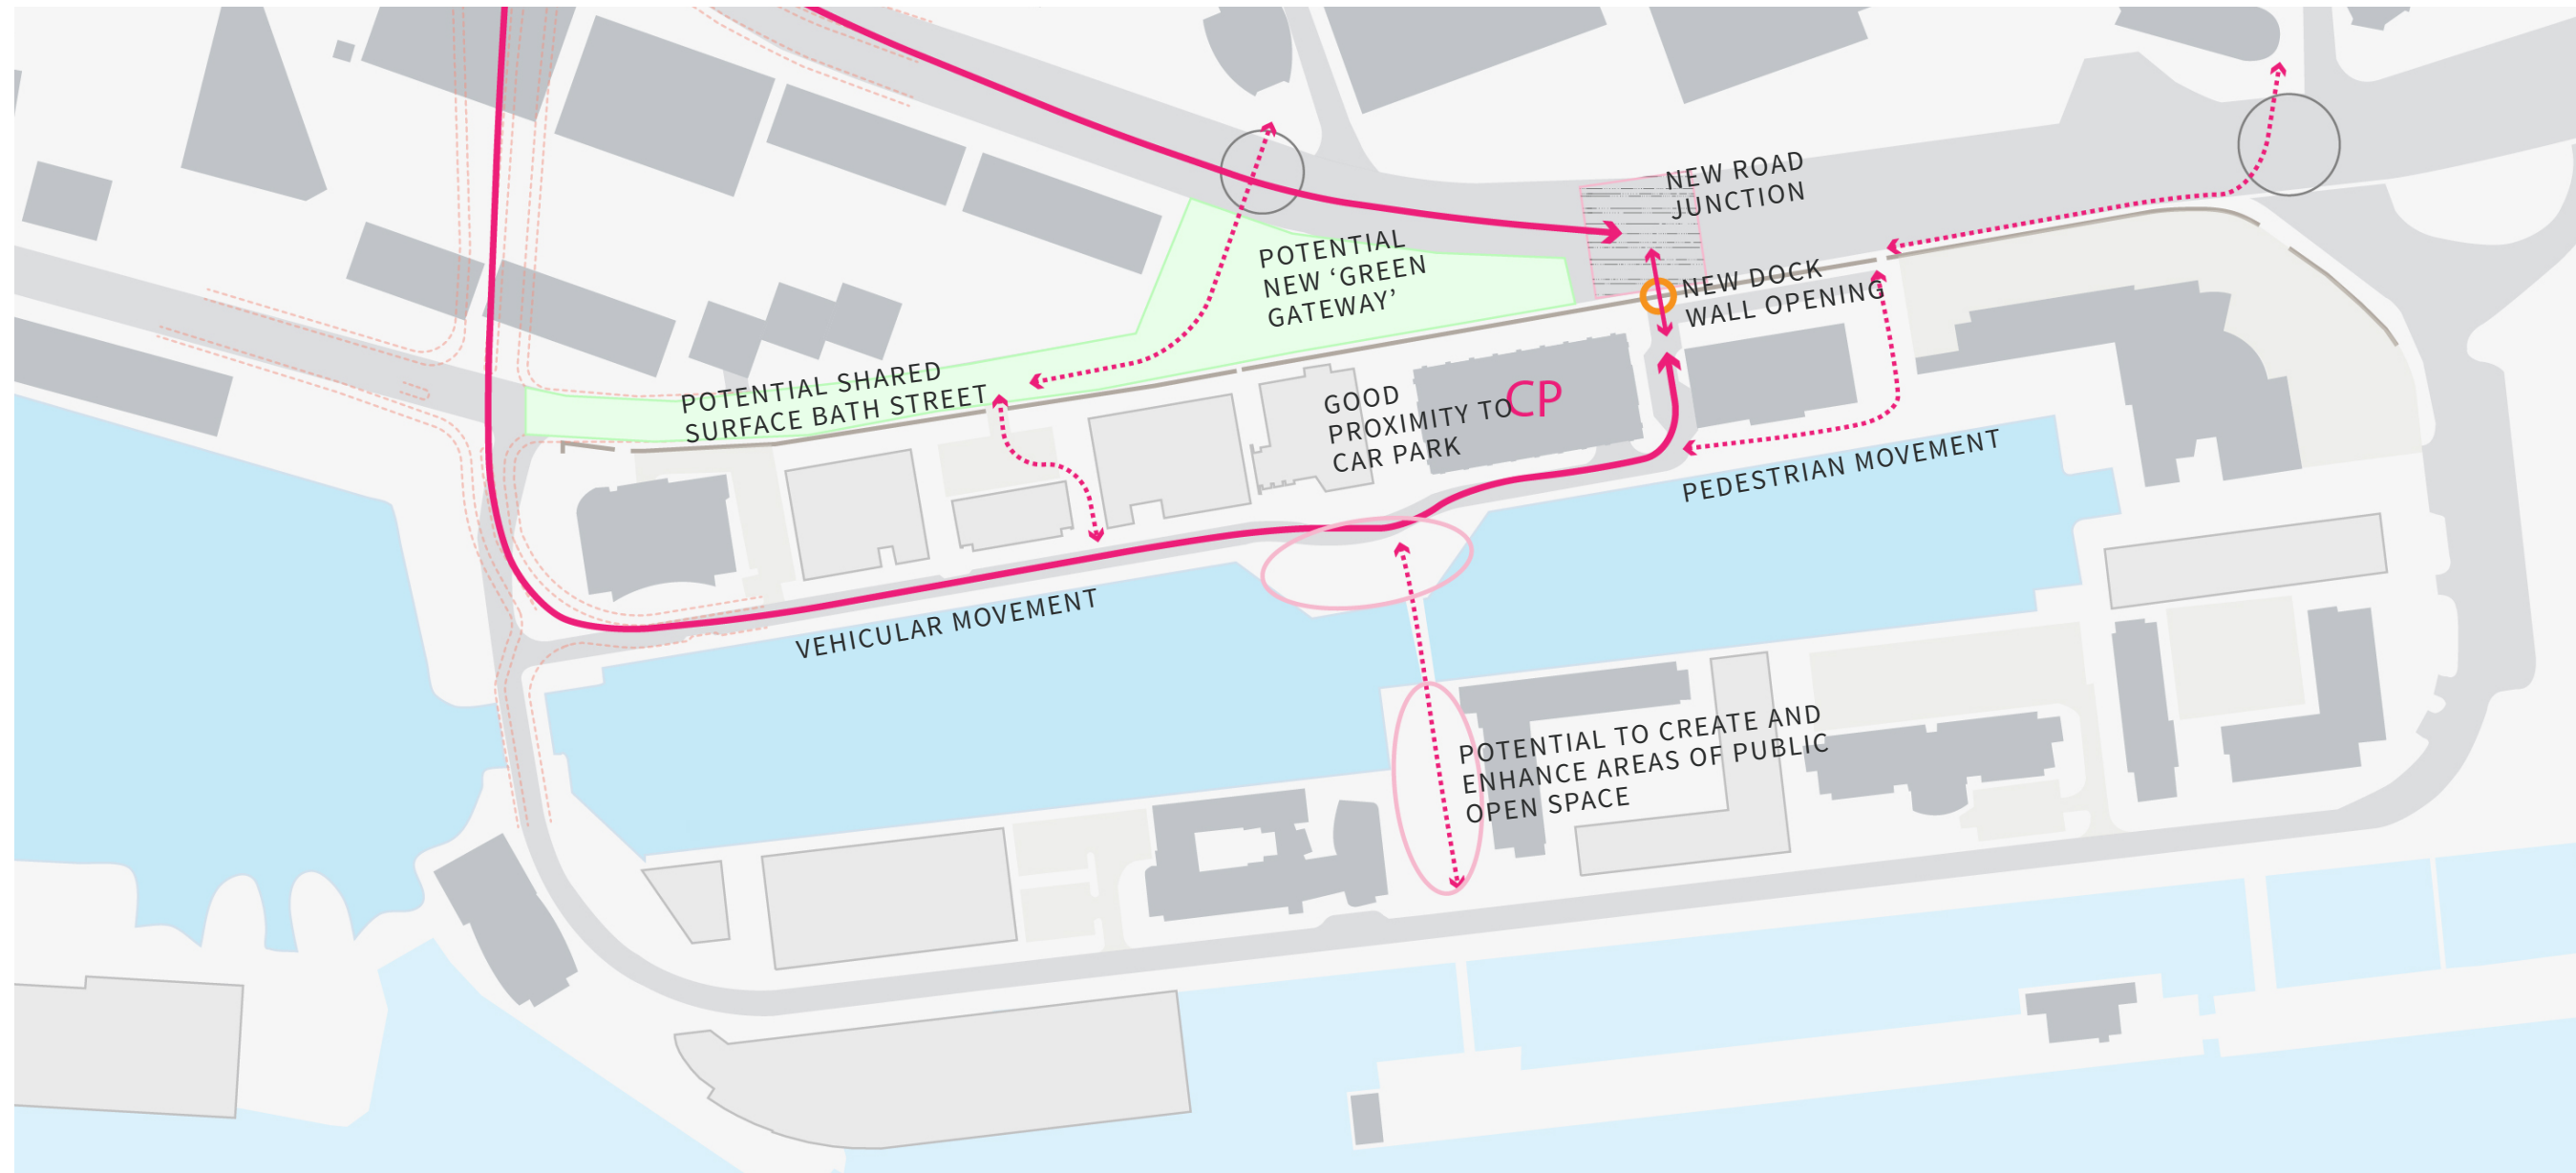 NEW ROAD
JUNCTION
POTENTIAL
NEW ‘GREEN
GATEWAY’
NEW DOCK
WALL OPENING
POTENTIAL SHARED
SURFACE BATH STREET
GOOD
PROXIMITY TO
CAR PARK
CP
PEDESTRIAN MOVEMENT
VEHICULAR MOVEMENT
POTENTIAL TO CREATE AND
ENHANCE AREAS OF PUBLIC
OPEN SPACE